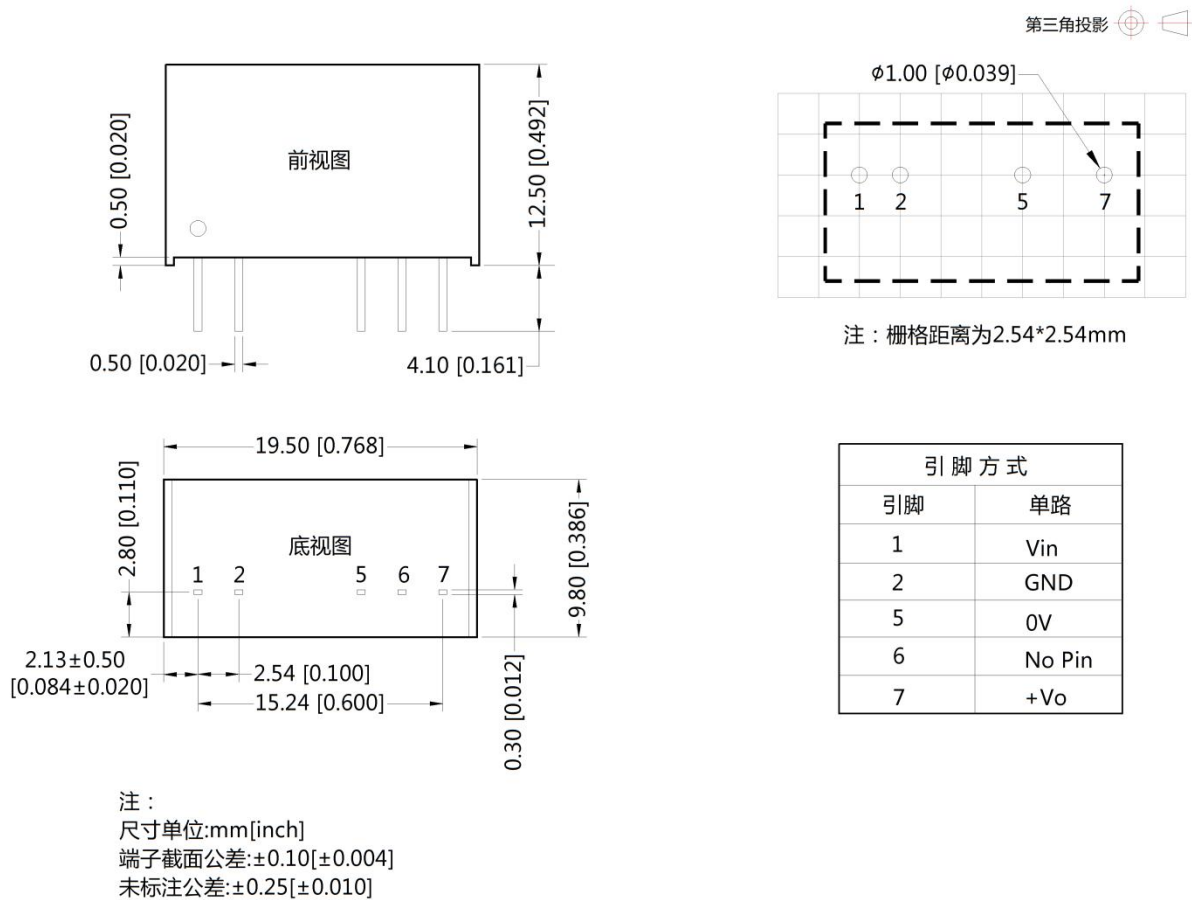 第三角投影
0.50 [0.020]
前视图
12.50 [0.492]
0.50 [0.020]
4.10 [0.161]
ϕ1.00 [ϕ0.039]
1 2 5 7
注：栅格距离为2.54*2.54mm
19.50 [0.768]
2.80 [0.110]
底视图
1 2 5 6 7
9.80 [0.386]
2.13±0.50
[0.084±0.020]
2.54 [0.100]
15.24 [0.600]
0.30 [0.012]
引脚方式
引脚 单路
1 Vin
2 GND
5 0V
6 No Pin
7 +Vo
注：
尺寸单位:mm[inch]
端子截面公差:±0.10[±0.004]
未标注公差:±0.25[±0.010]